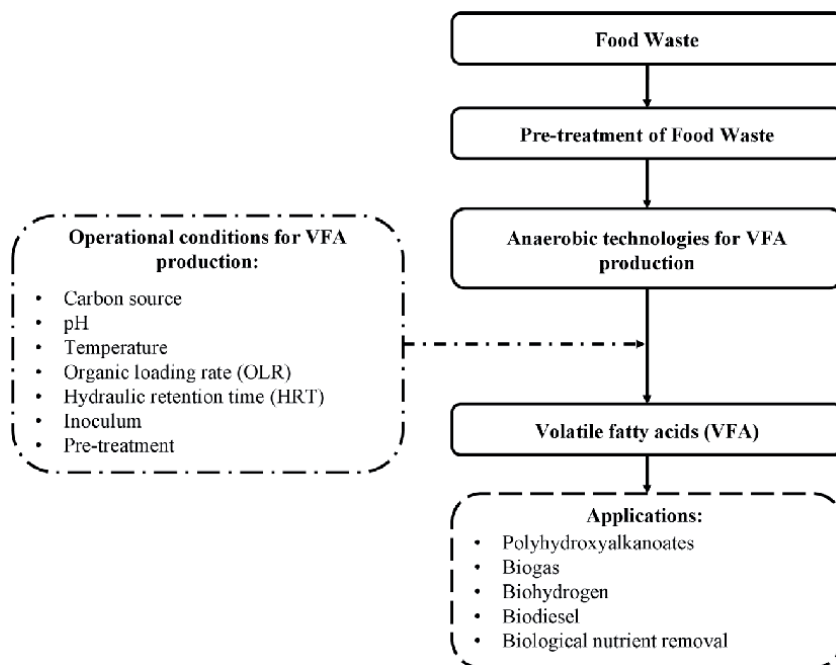 Food Waste
Pre-treatment of Food Waste
Anaerobic technologies for VFA
production
Operational conditions for VFA
production:
• Carbon source
• pH
• Temperature
• Organic loading rate (OLR)
• Hydraulic retention time (HRT)
• Inoculum
• Pre-treatment
Volatile fatty acids (VFA)
Applications:
• Polyhydroxyalkanoates
• Biogas
• Biohydrogen
• Biodiesel
• Biological nutrient removal